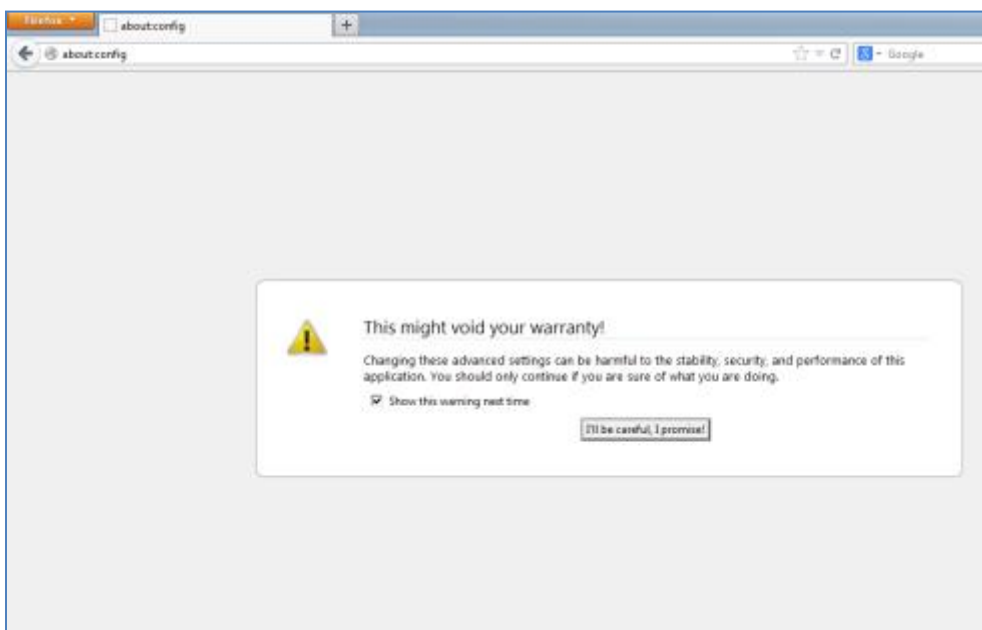 Firefox
about:config
+
about:config
Google
This might void your warranty!
Changing these advanced settings can be harmful to the stability, security, and performance of this
application. You should only continue if you are sure of what you are doing.
Show this warning next time
I'll be careful, I promise!